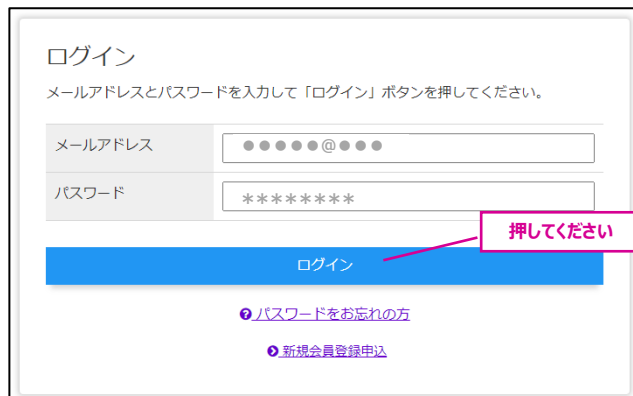 ログイン
メールアドレスとパスワードを入力して「ログイン」ボタンを押してください。
メールアドレス
●●●●●@●●●
パスワード
********
押してください
ログイン
パスワードをお忘れの方
新規会員登録申込